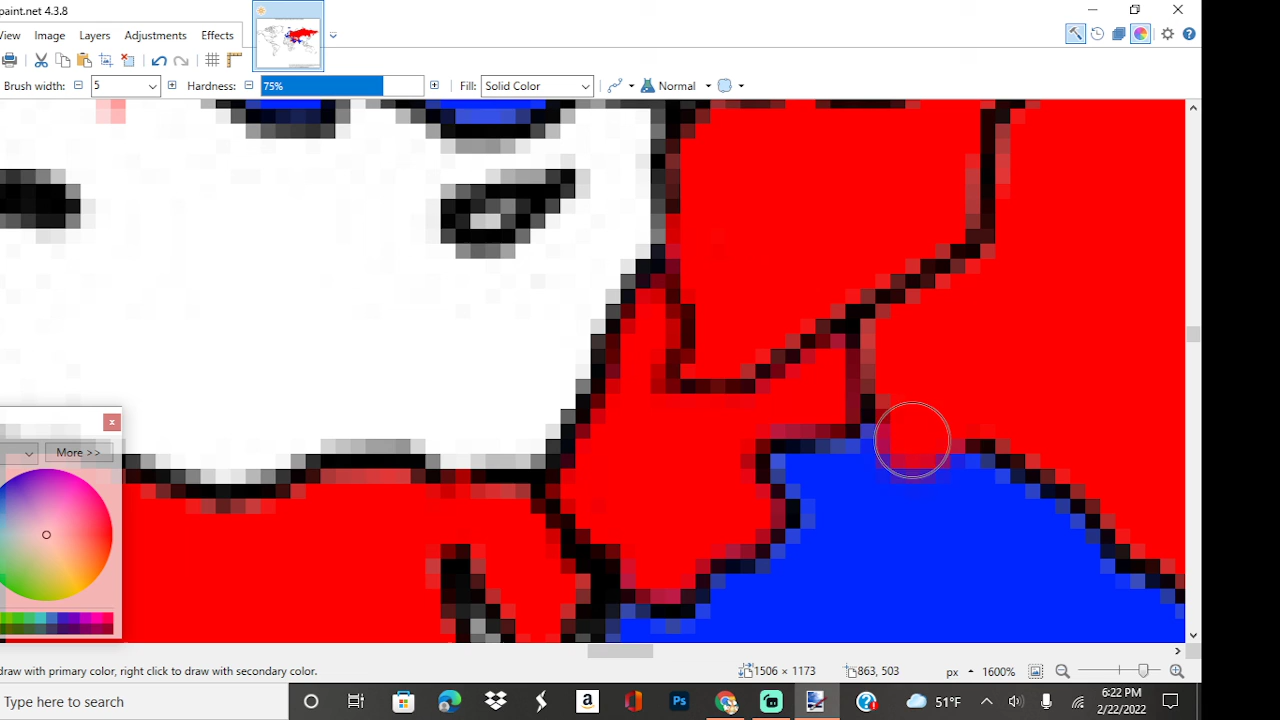 paint.net 4.3.8
View Image Layers Adjustments Effects
Brush width: 5 Hardness: 75% Fill: Solid Color Normal
More >>
draw with primary color, right click to draw with secondary color.
1506 × 1173
863, 503
px
1600%
Type here to search
a
Ps
51°F
6:22 PM
2/22/2022